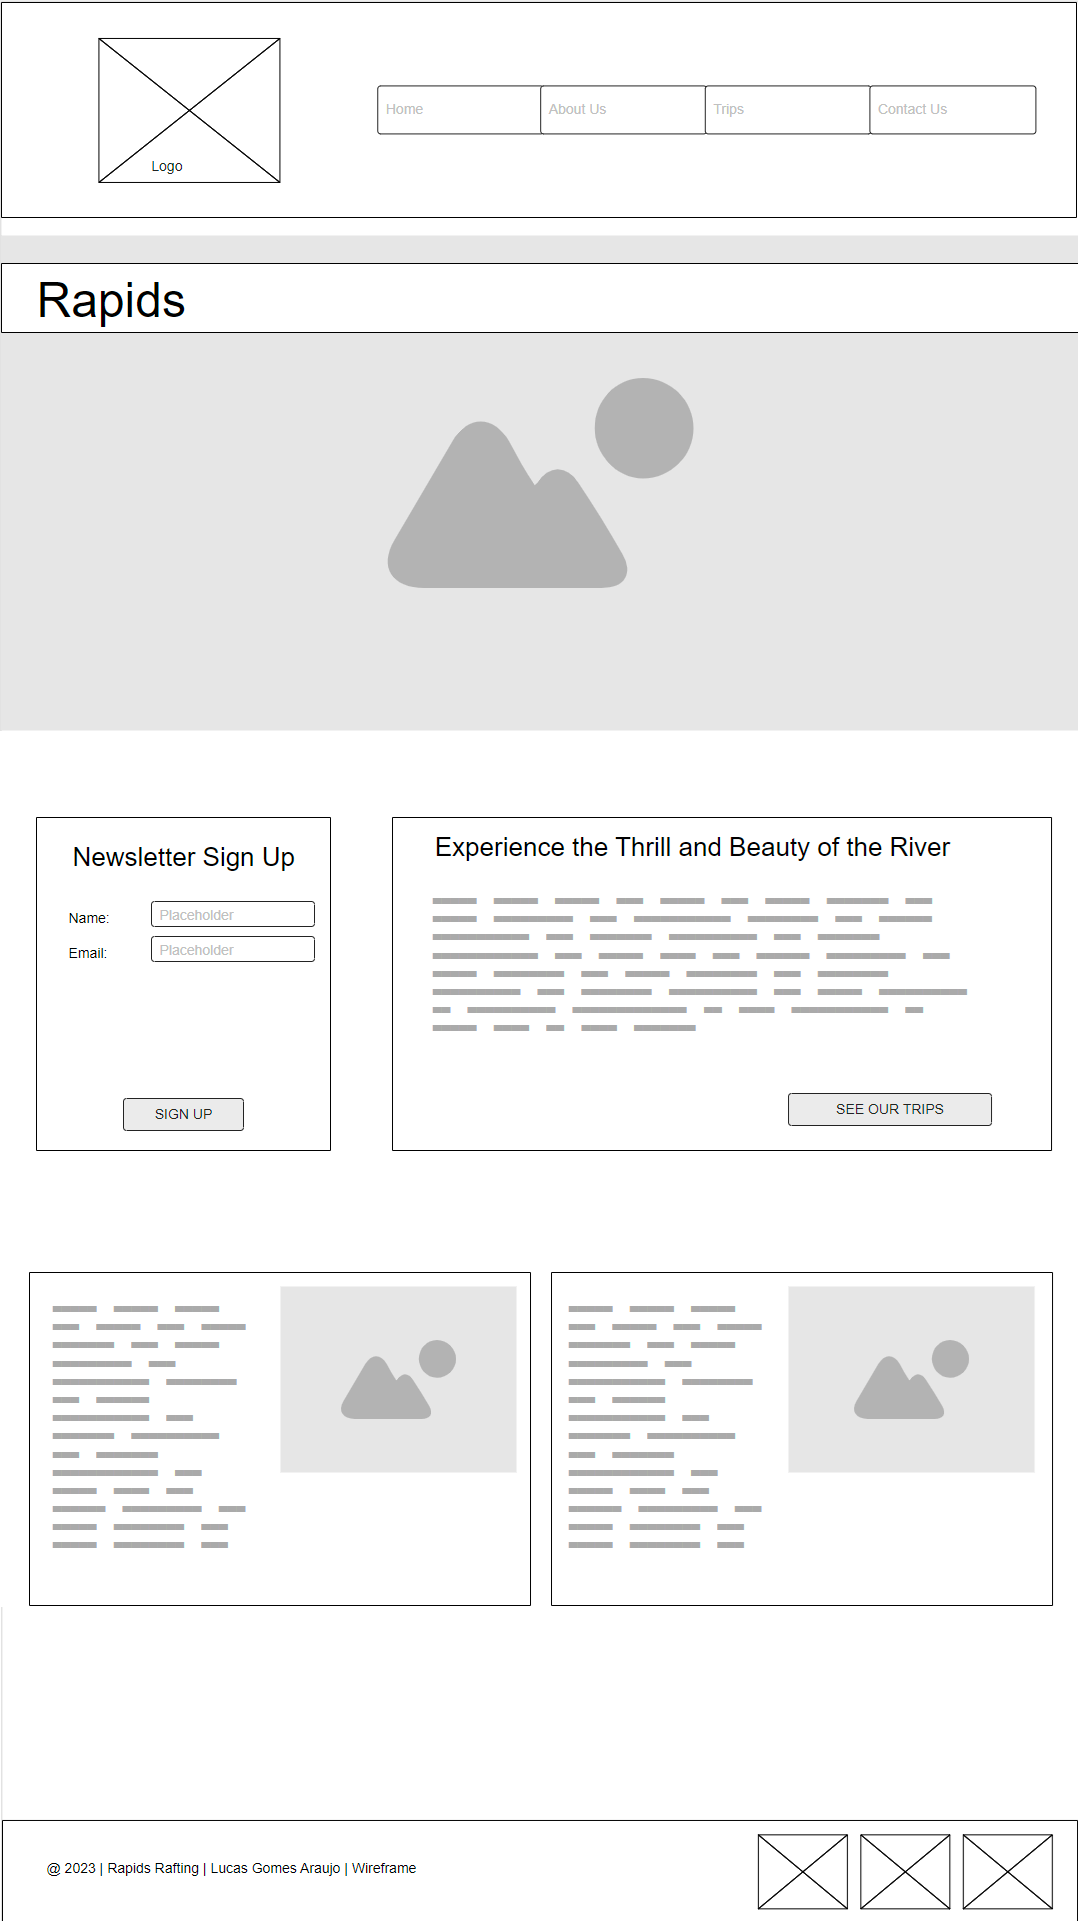 Logo
Home
About Us
Trips
Contact Us
Rapids
Newsletter Sign Up
Name:
Placeholder
Email:
Placeholder
SIGN UP
Experience the Thrill and Beauty of the River
SEE OUR TRIPS
@ 2023 | Rapids Rafting | Lucas Gomes Araujo | Wireframe